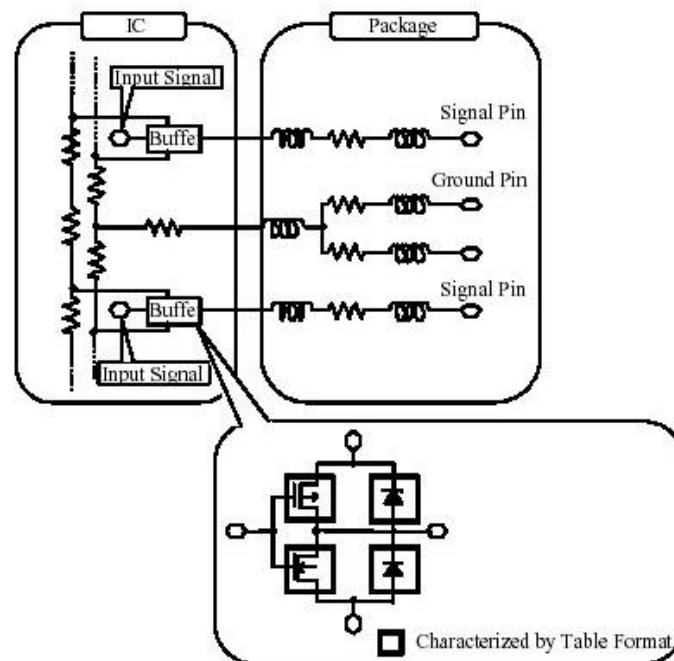 IC
Package
Input Signal
Signal Pin
Buffe
Ground Pin
Signal Pin
Buffe
Input Signal
Characterized by Table Format